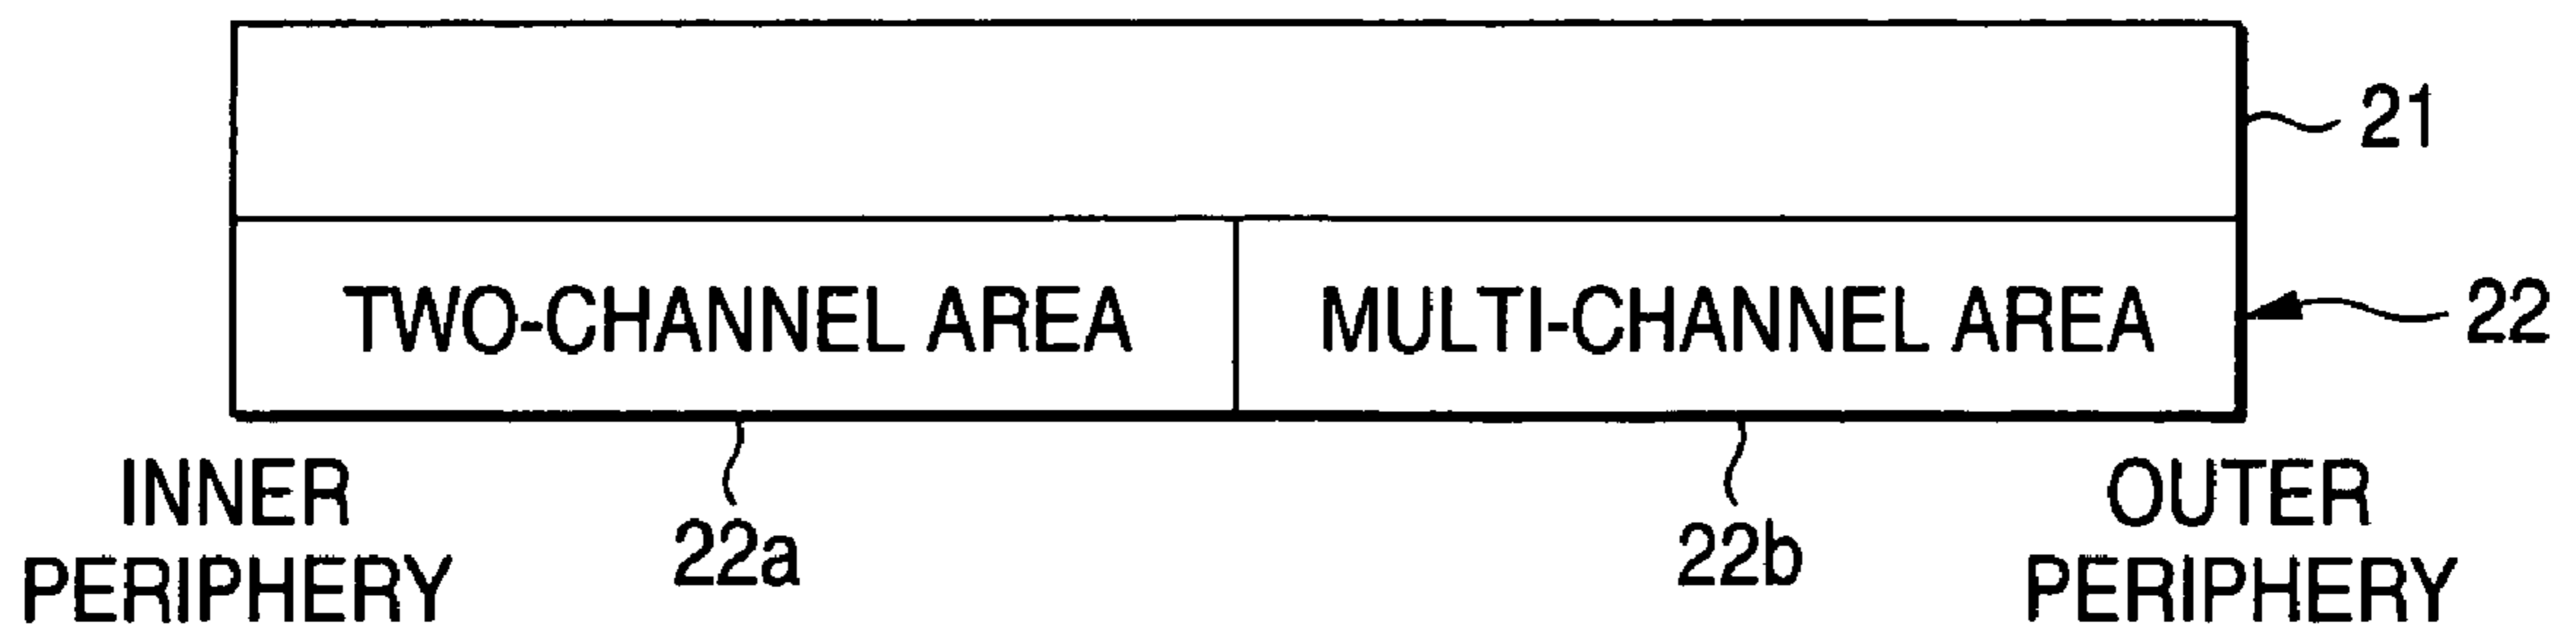 21
TWO-CHANNEL AREA
MULTI-CHANNEL AREA
22
INNER
PERIPHERY
22a
22b
OUTER
PERIPHERY